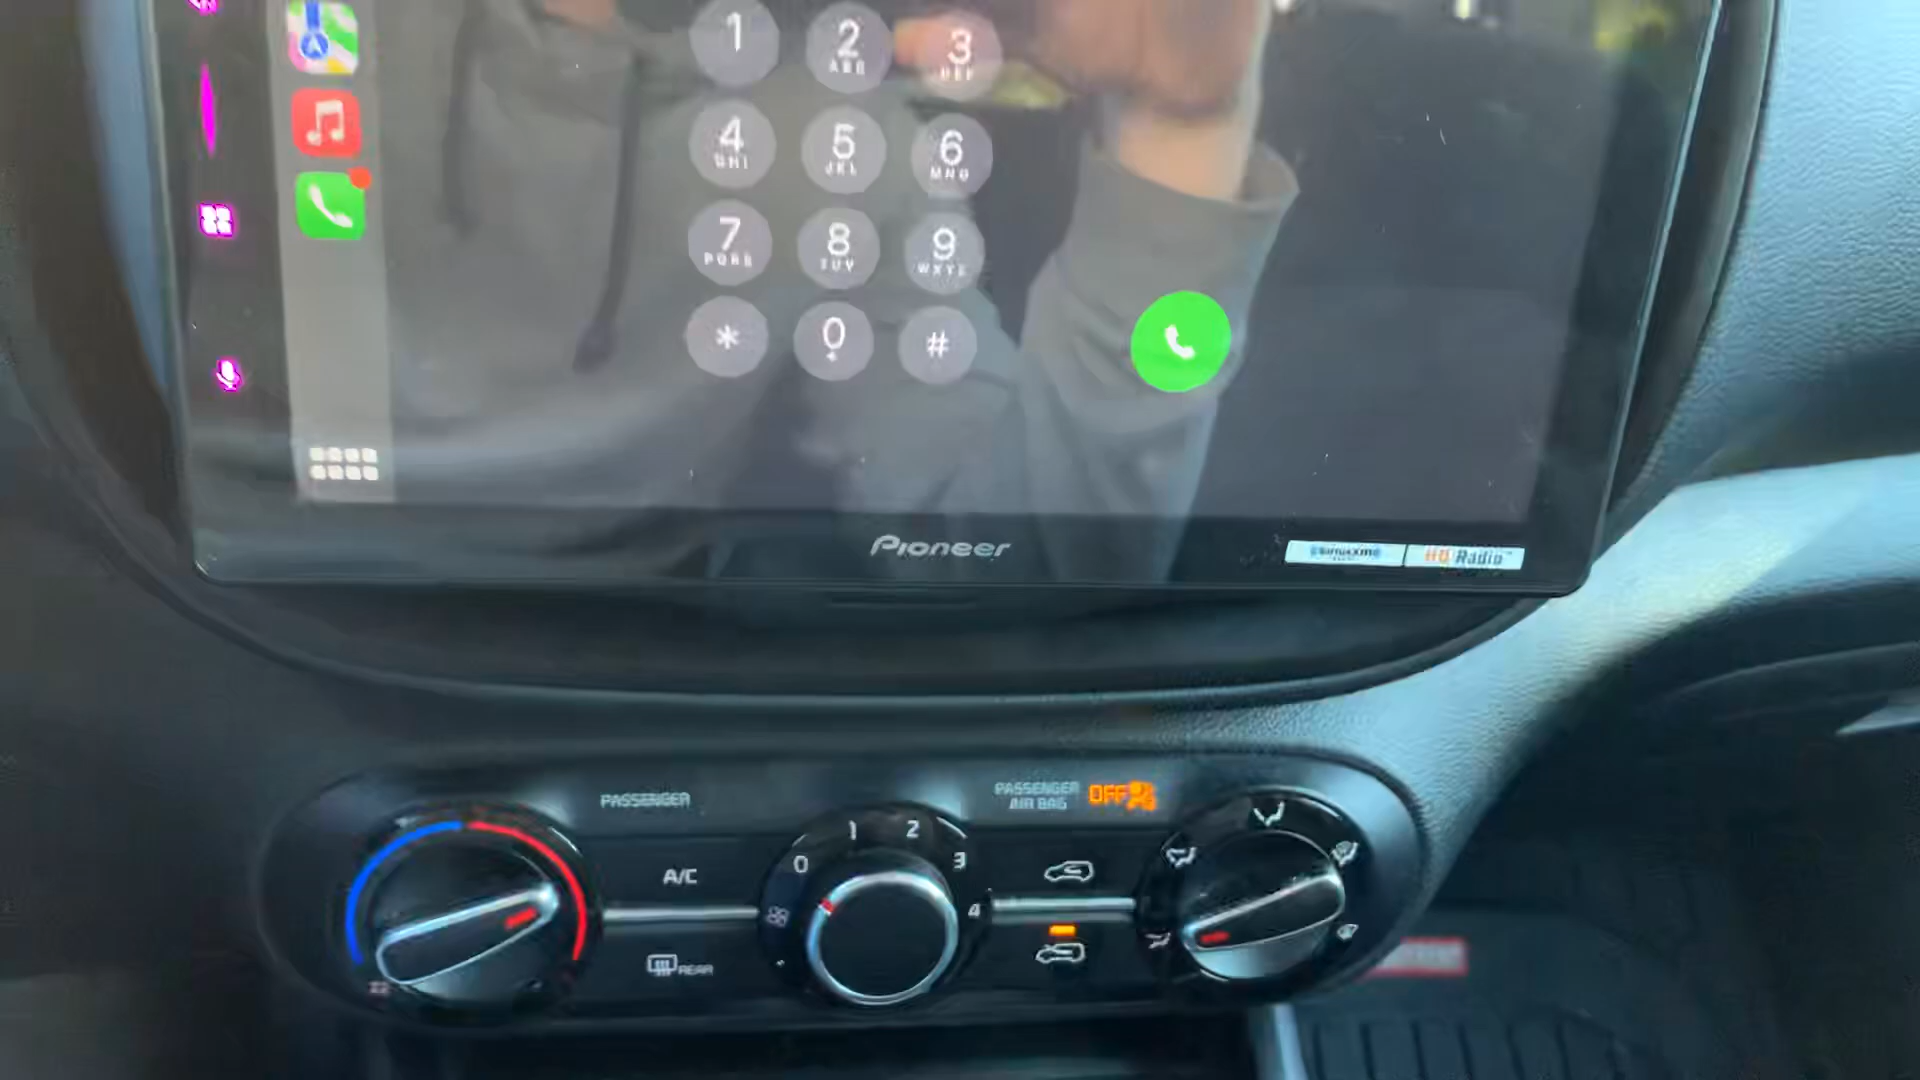 1
2
ABC
3
DEF
4
GHI
5
JKL
6
MNO
7
PQRS
8
TUV
9
WXYZ
*
0
+
#
Pioneer
SiriusXM
HD Radio
PASSENGER
PASSENGER
AIR BAG
OFF
A/C
REAR
0
1
2
3
4